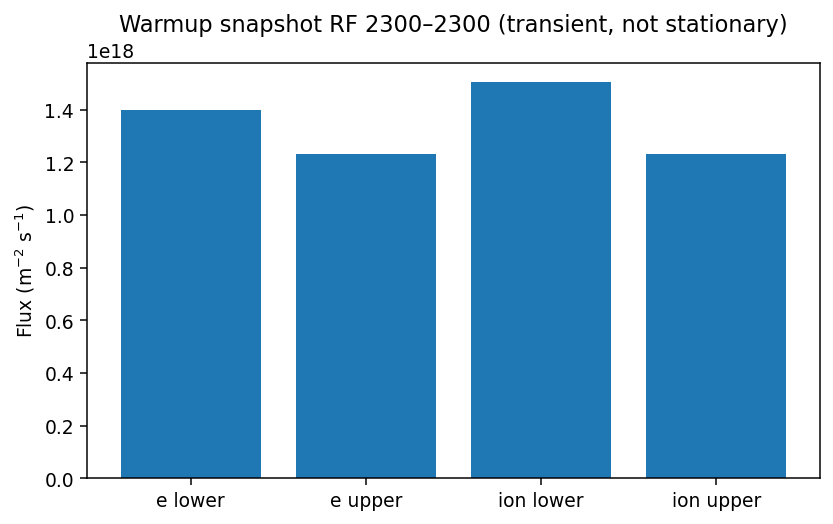 Warmup snapshot RF 2300–2300 (transient, not stationary)
1e18
1.4
1.2
1.0
0.8
0.6
0.4
0.2
0.0
Flux (m⁻² s⁻¹)
e lower e upper ion lower ion upper